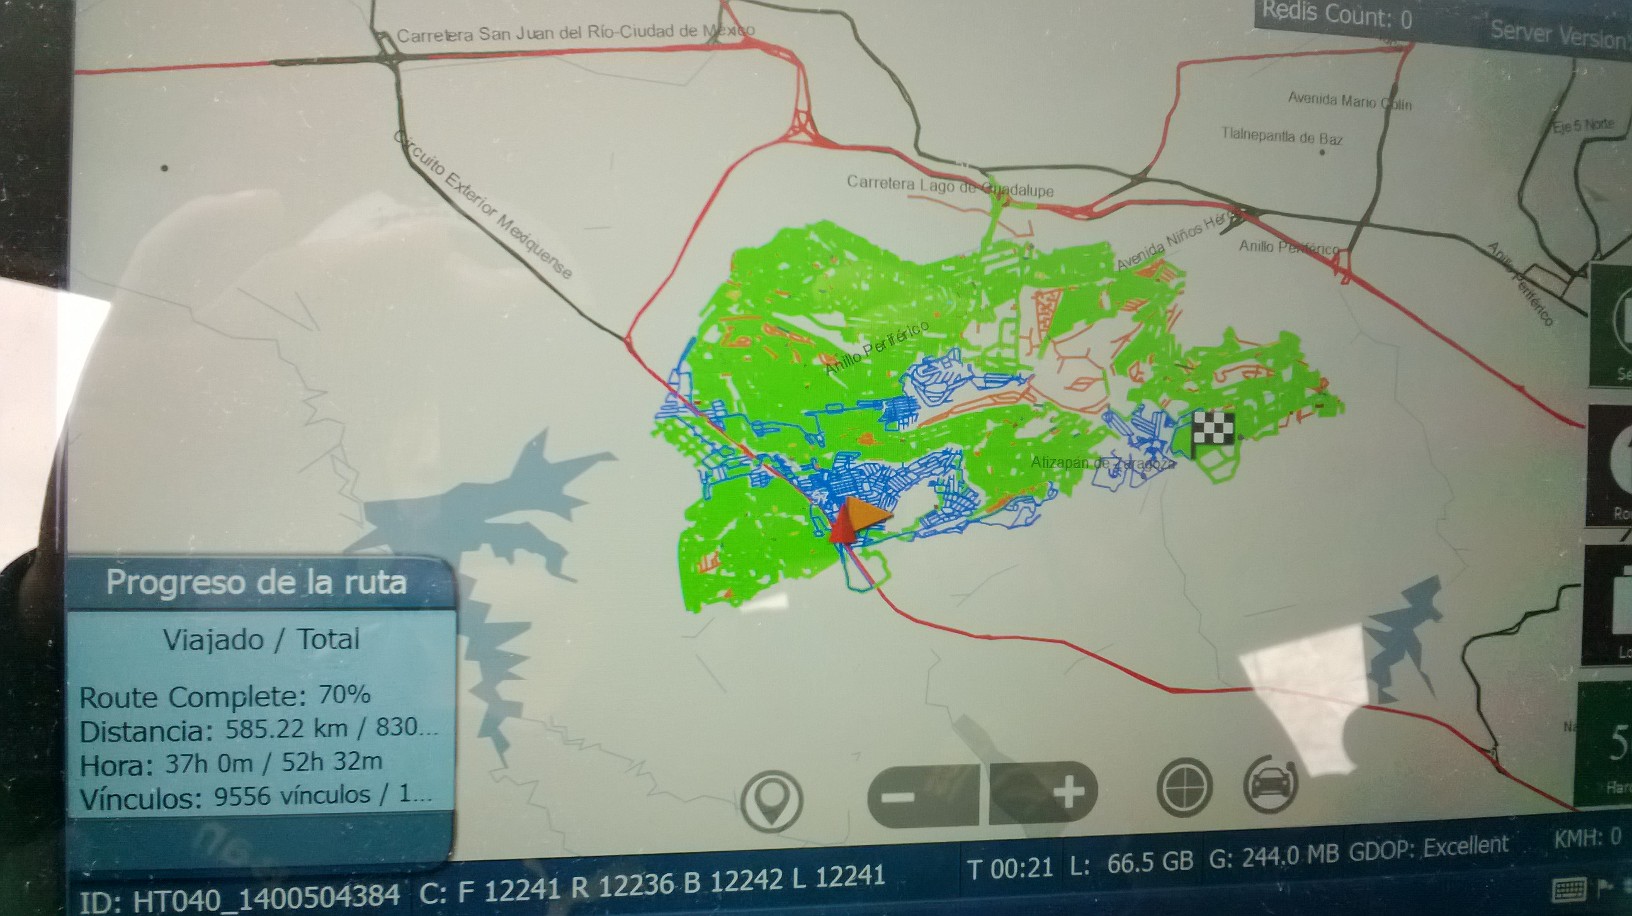 Redis Count: 0
Server Version:
Carretera San Juan del Río-Ciudad de México
Avenida Mario Colín
Eje 5 Norte
Tlalnepantla de Baz
Circuito Exterior Mexiquense
Carretera Lago de Guadalupe
Avenida Niños Héro
Anillo Periférico
Anillo Periférico
Anillo Periférico
Atizapán de Zaragoza
Progreso de la ruta
Viajado / Total
Route Complete: 70%
Distancia: 585.22 km / 830...
Hora: 37h 0m / 52h 32m
Vínculos: 9556 vínculos / 1...
Se
Ro
Lo
5
Har
Na
ID: HT040_1400504384 C: F 12241 R 12236 B 12242 L 12241
T 00:21 L: 66.5 GB G: 244.0 MB GDOP: Excellent
KMH: 0